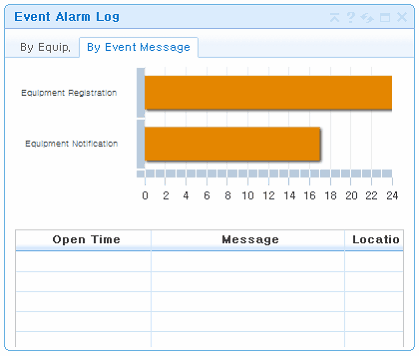 Event Alarm Log
By Equip. By Event Message
Equipment Registration
Equipment Notification
0 2 4 6 8 10 12 14 16 18 20 22 24
Open Time Message Locatio